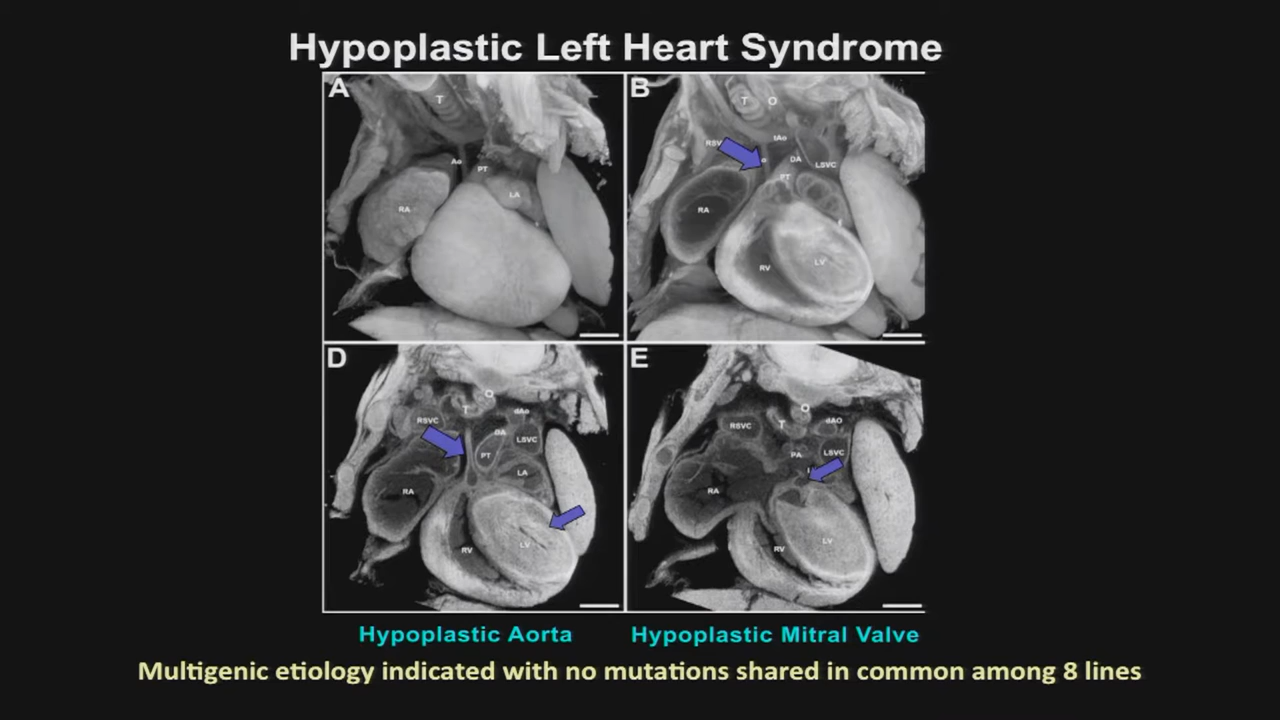 Hypoplastic Left Heart Syndrome
A
T
Ao
PT
LA
RA
B
T O
tAo
RSV
DA
LSVC
PT
RA
RV
LV
D
O
T
dAo
RSVC
DA
LSVC
PT
LA
RA
LV
RV
E
O
dAO
T
RSVC
PA
LSVC
RA
LV
RV
Hypoplastic Aorta
Hypoplastic Mitral Valve
Multigenic etiology indicated with no mutations shared in common among 8 lines